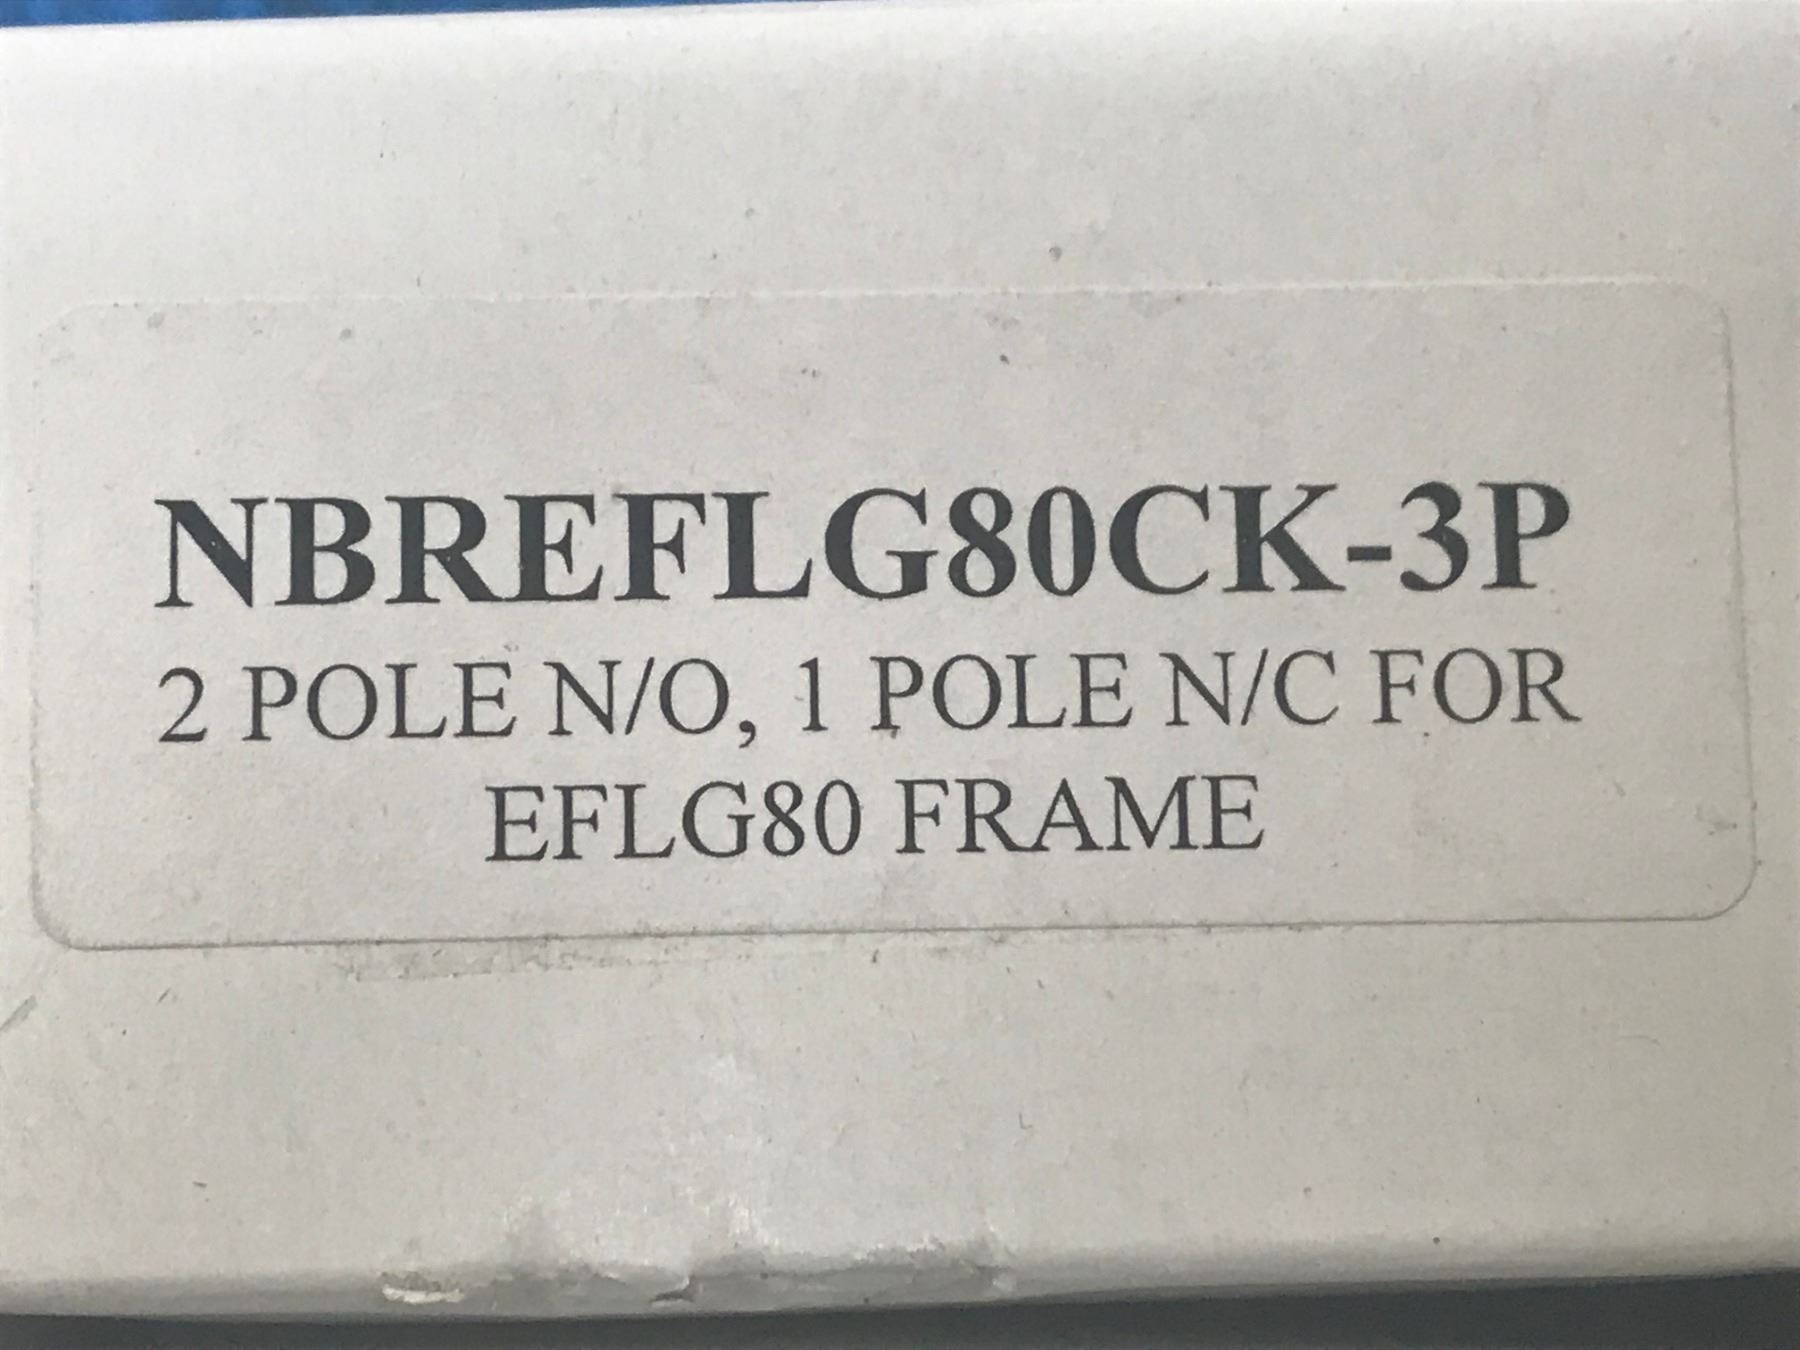 NBREFLG80CK-3P
2 POLE N/O, 1 POLE N/C FOR
EFLG80 FRAME